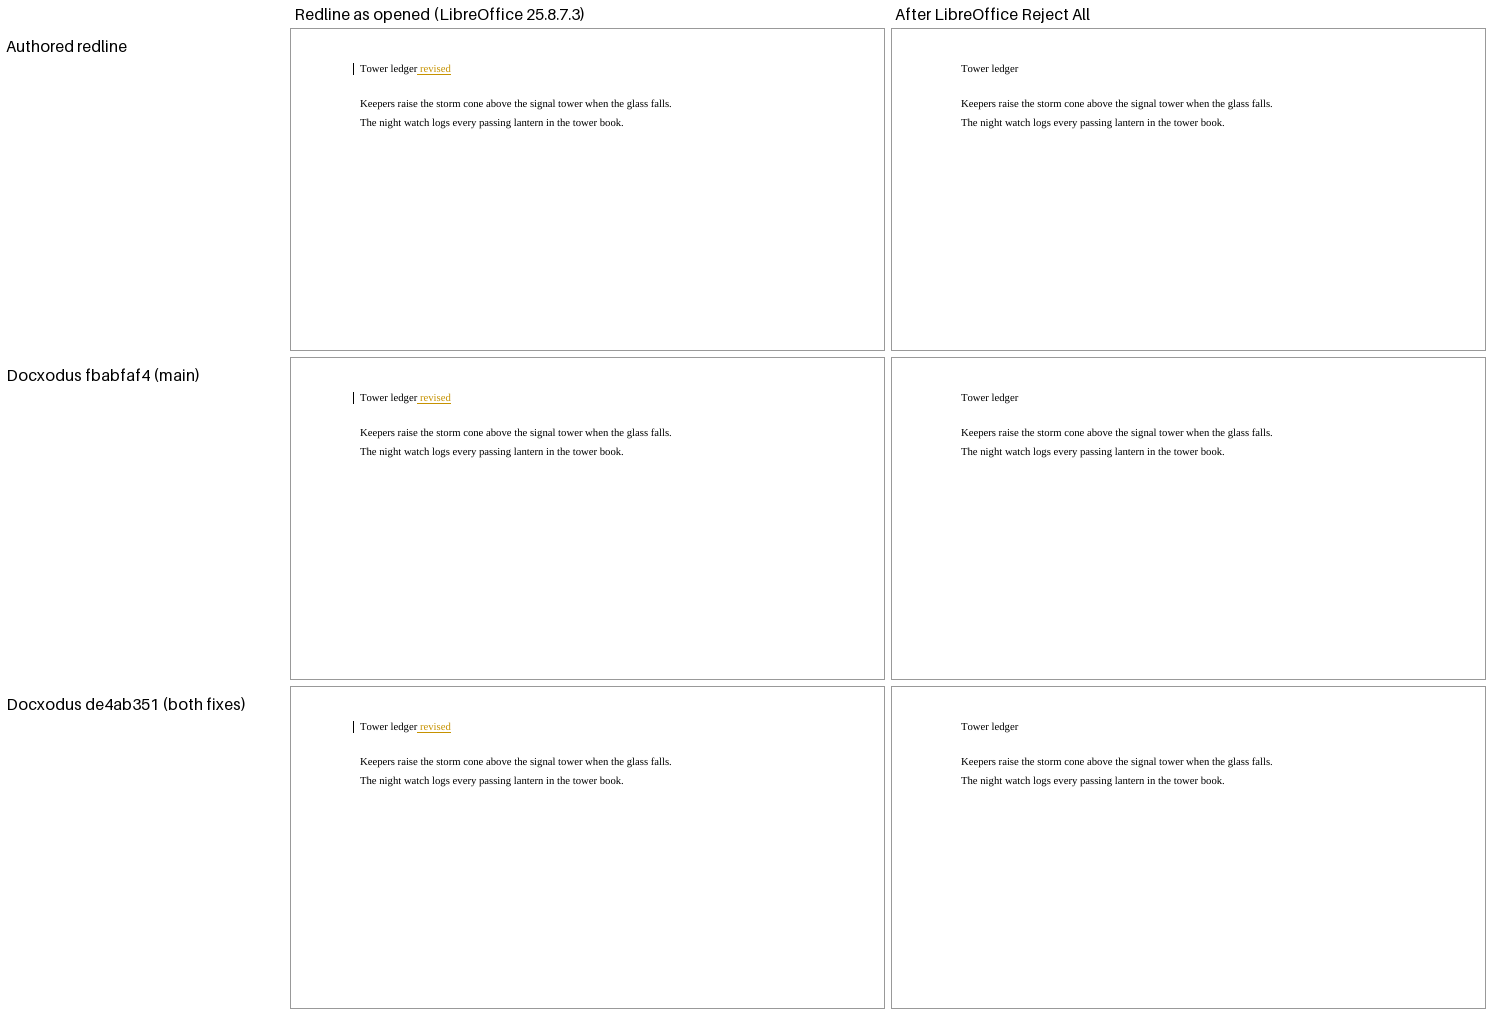 Redline as opened (LibreOffice 25.8.7.3)
After LibreOffice Reject All
Authored redline
Tower ledger revised
Keepers raise the storm cone above the signal tower when the glass falls.
The night watch logs every passing lantern in the tower book.
Tower ledger
Keepers raise the storm cone above the signal tower when the glass falls.
The night watch logs every passing lantern in the tower book.
Docxodus fbabfaf4 (main)
Tower ledger revised
Keepers raise the storm cone above the signal tower when the glass falls.
The night watch logs every passing lantern in the tower book.
Tower ledger
Keepers raise the storm cone above the signal tower when the glass falls.
The night watch logs every passing lantern in the tower book.
Docxodus de4ab351 (both fixes)
Tower ledger revised
Keepers raise the storm cone above the signal tower when the glass falls.
The night watch logs every passing lantern in the tower book.
Tower ledger
Keepers raise the storm cone above the signal tower when the glass falls.
The night watch logs every passing lantern in the tower book.